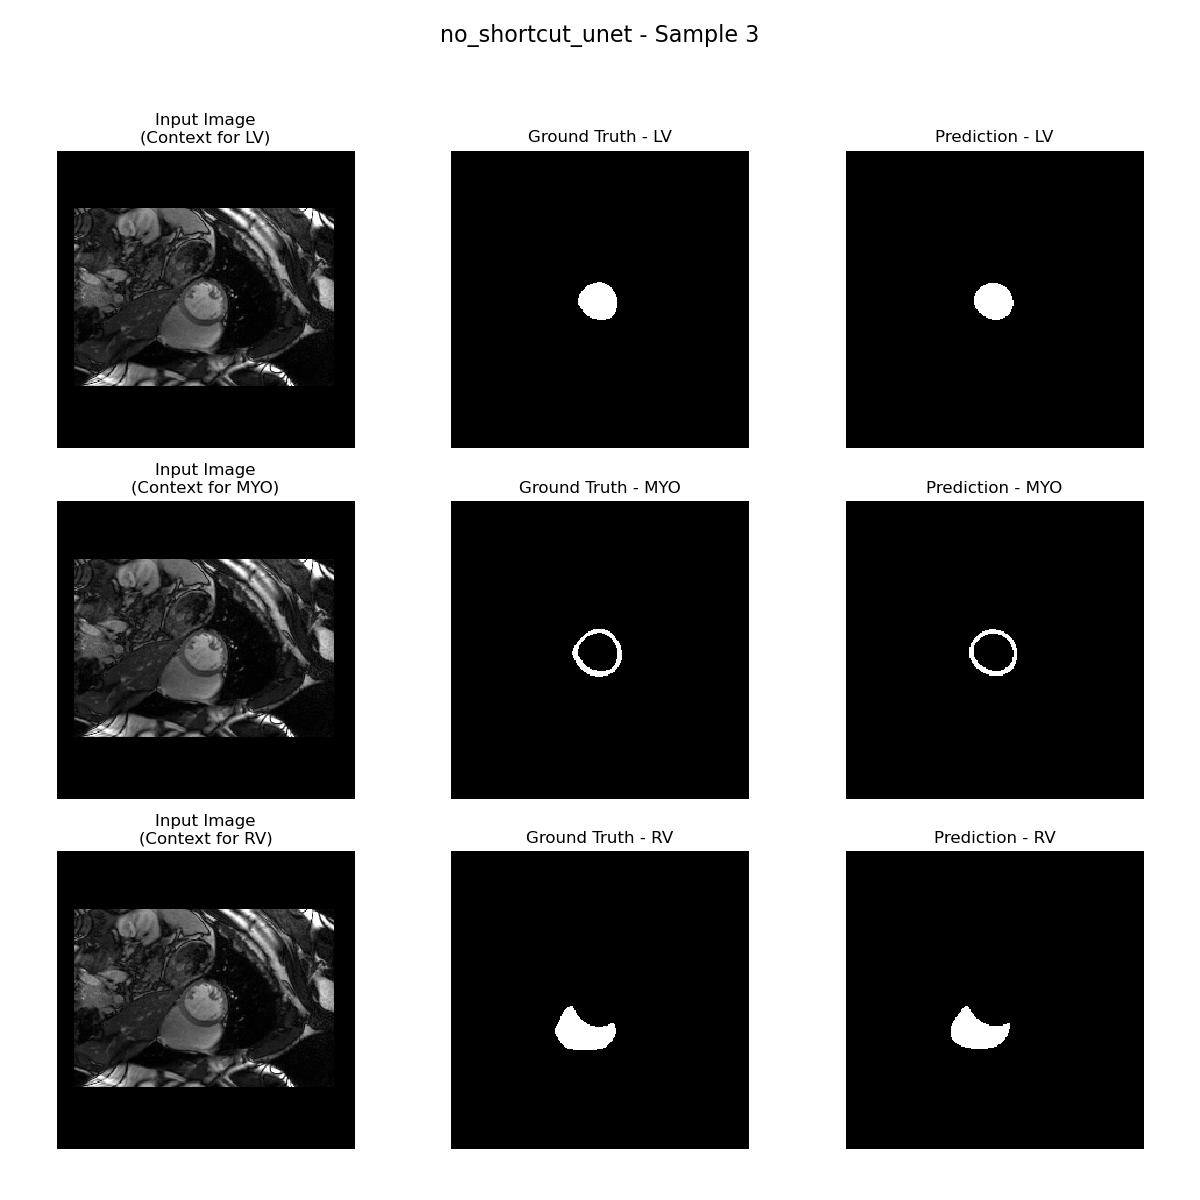 no_shortcut_unet - Sample 3
Input Image
(Context for LV)
Ground Truth - LV
Prediction - LV
Input Image
(Context for MYO)
Ground Truth - MYO
Prediction - MYO
Input Image
(Context for RV)
Ground Truth - RV
Prediction - RV